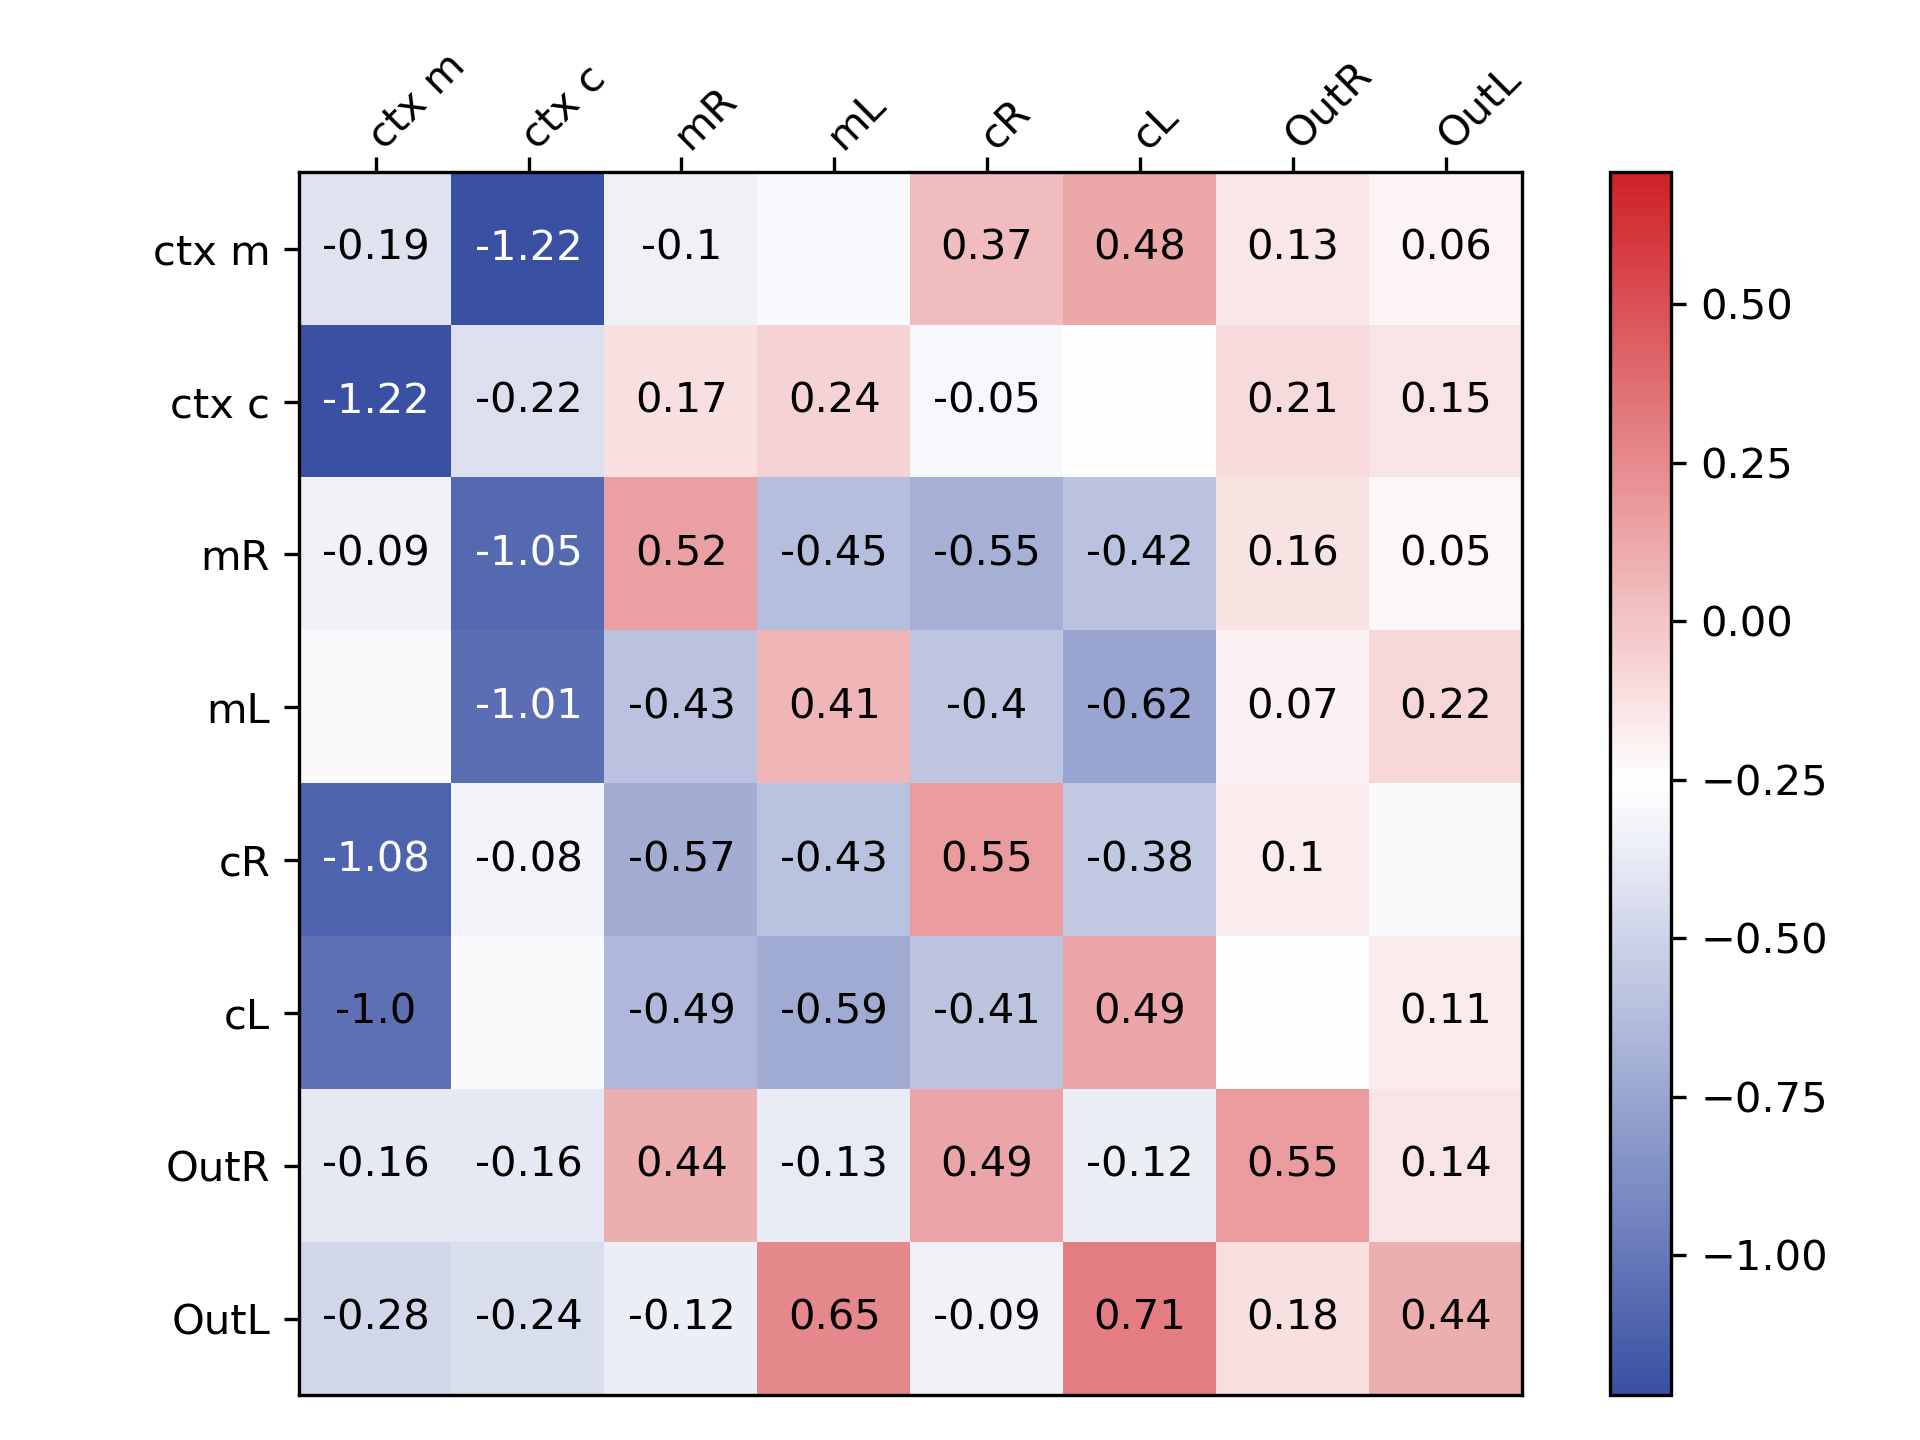 ctx m ctx c mR mL cR cL OutR OutL
ctx m -0.19 -1.22 -0.1 0.37 0.48 0.13 0.06
ctx c -1.22 -0.22 0.17 0.24 -0.05 0.21 0.15
mR -0.09 -1.05 0.52 -0.45 -0.55 -0.42 0.16 0.05
mL -1.01 -0.43 0.41 -0.4 -0.62 0.07 0.22
cR -1.08 -0.08 -0.57 -0.43 0.55 -0.38 0.1
cL -1.0 -0.49 -0.59 -0.41 0.49 0.11
OutR -0.16 -0.16 0.44 -0.13 0.49 -0.12 0.55 0.14
OutL -0.28 -0.24 -0.12 0.65 -0.09 0.71 0.18 0.44
0.50
0.25
0.00
−0.25
−0.50
−0.75
−1.00